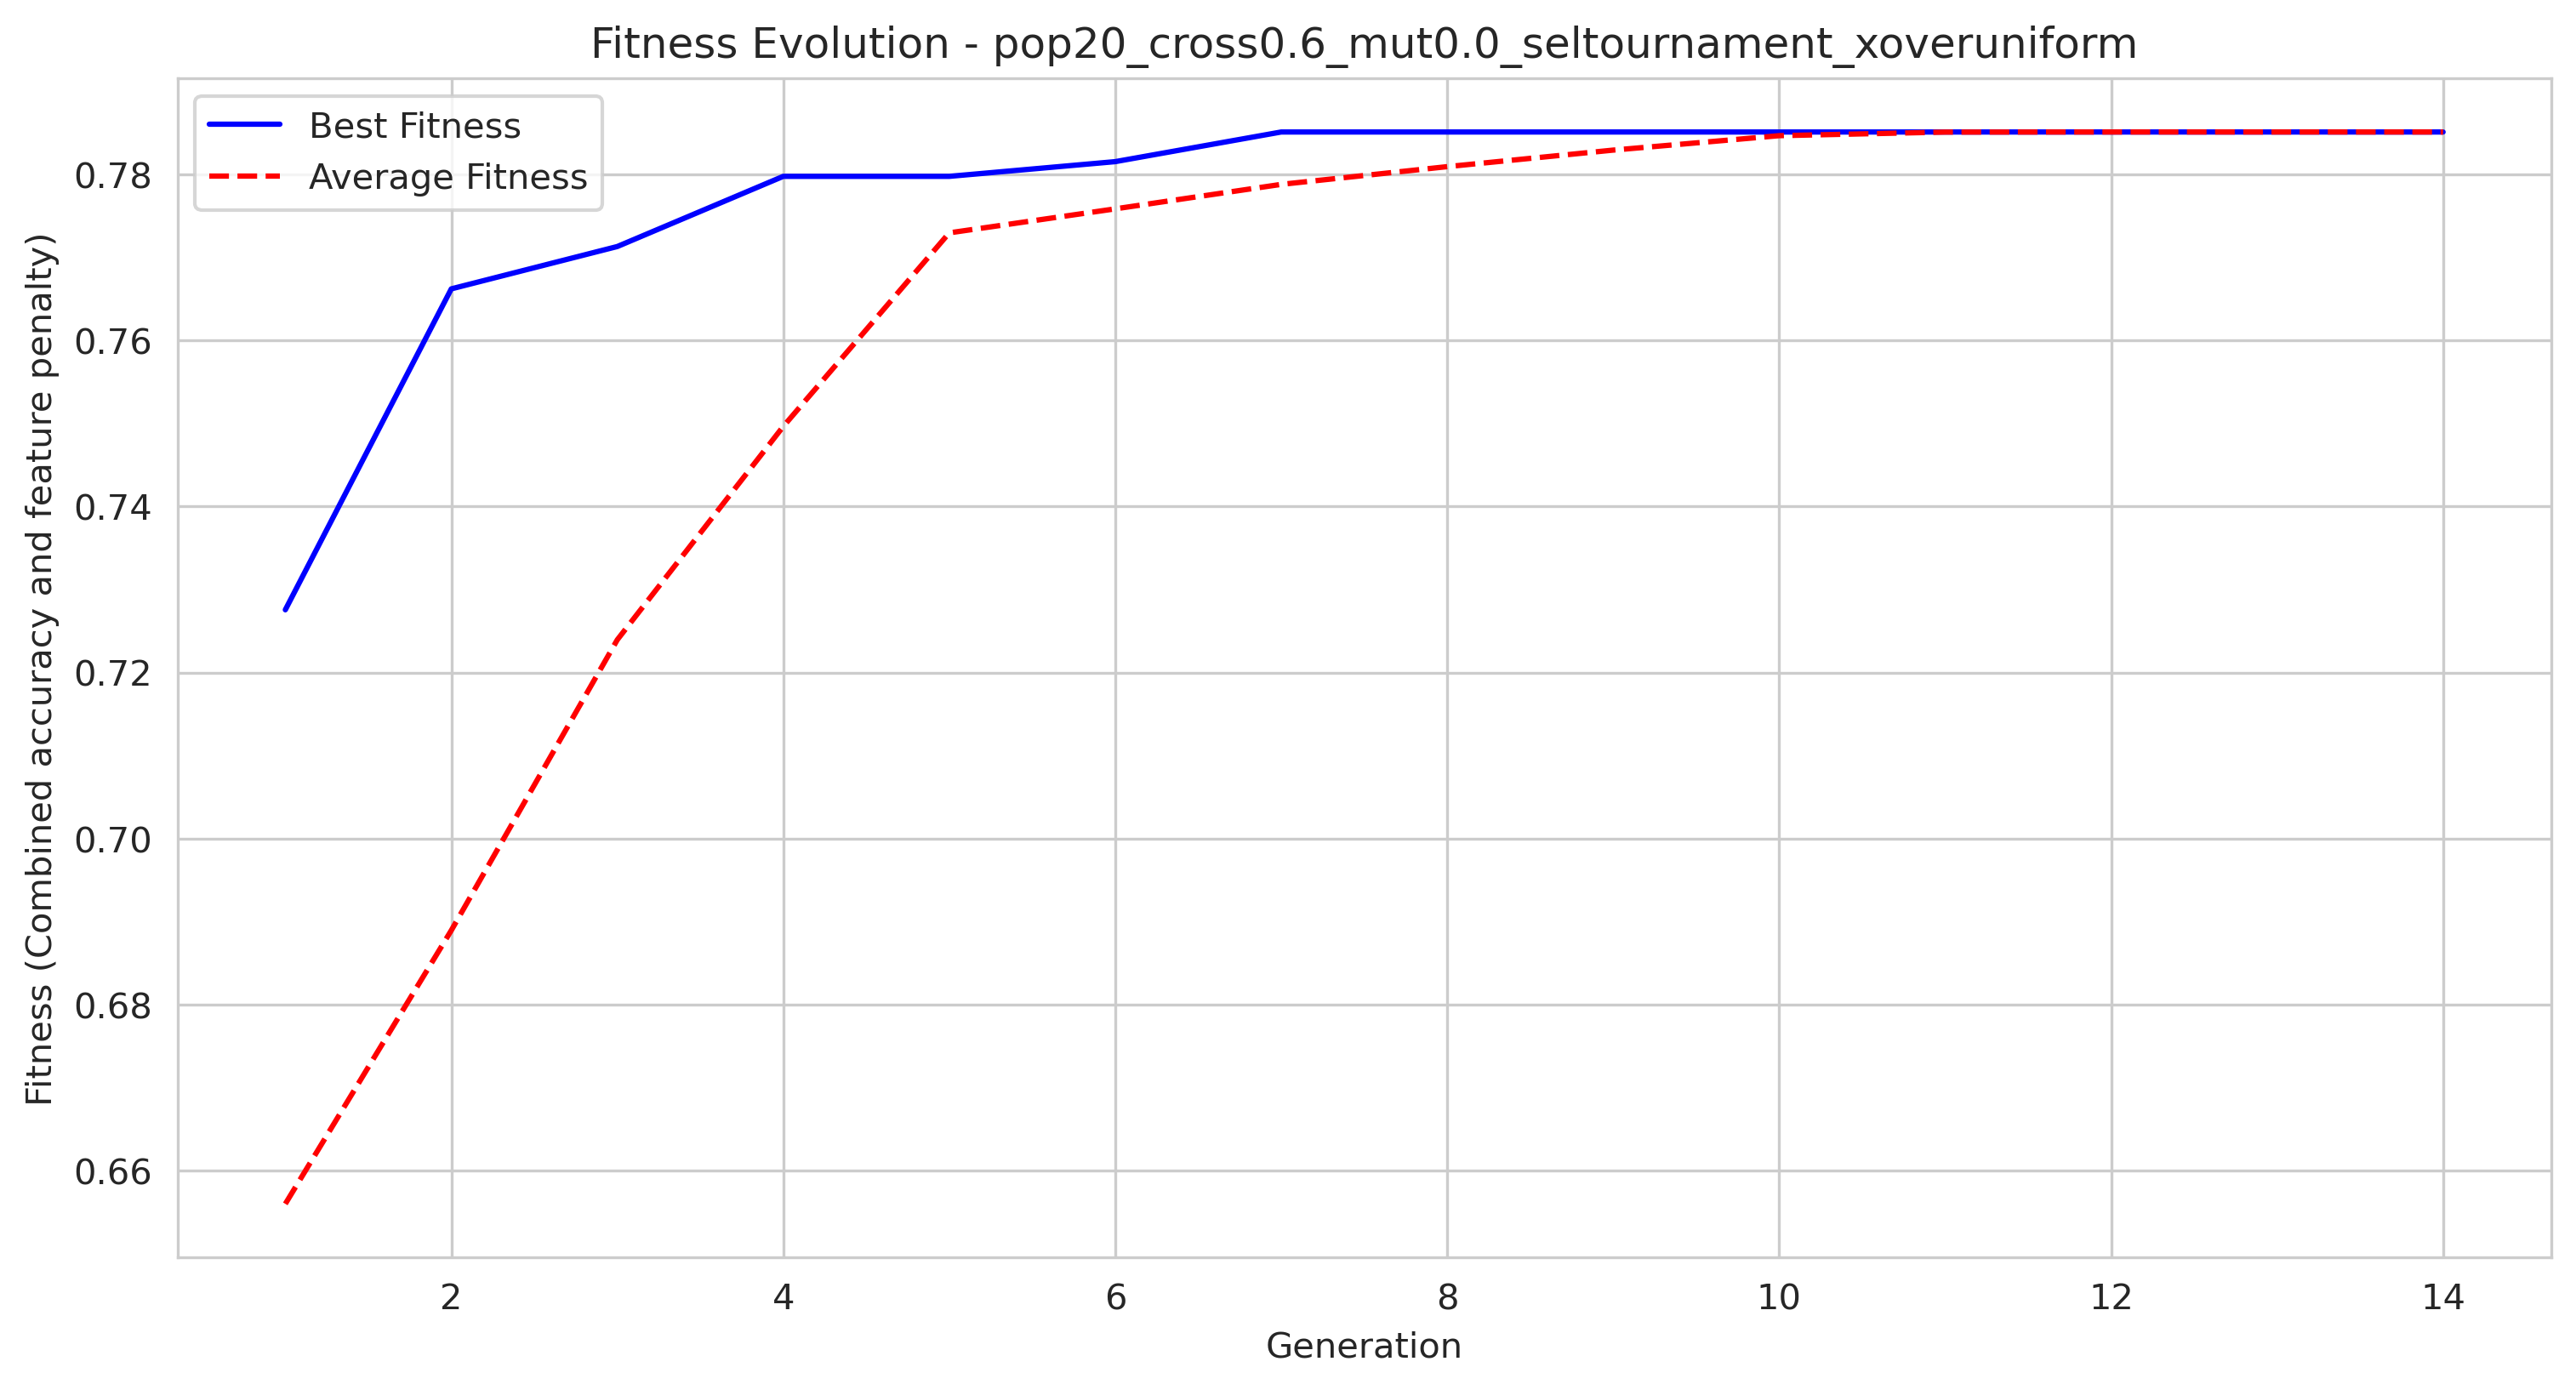 Fitness Evolution - pop20_cross0.6_mut0.0_seltournament_xoveruniform
Best Fitness
Average Fitness
Fitness (Combined accuracy and feature penalty)
0.78
0.76
0.74
0.72
0.70
0.68
0.66
2 4 6 8 10 12 14
Generation